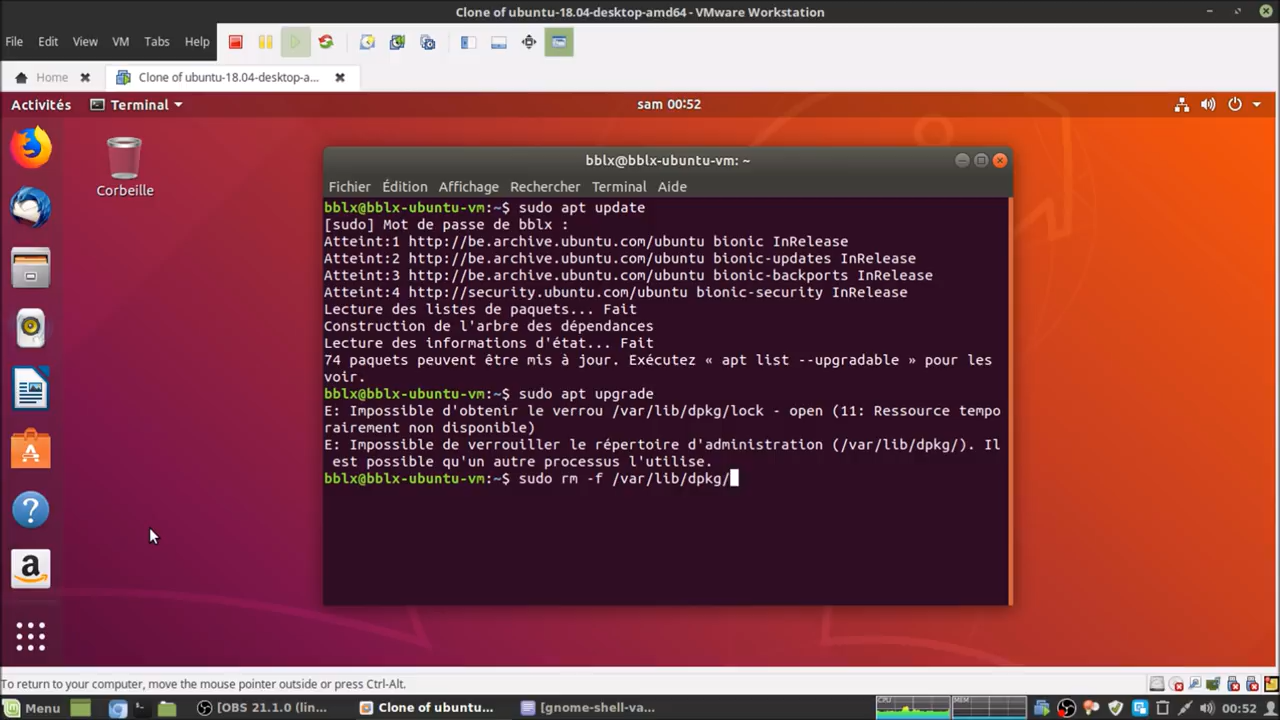 Clone of ubuntu-18.04-desktop-amd64 - VMware Workstation
File Edit View VM Tabs Help
Home
Clone of ubuntu-18.04-desktop-a...
Activités Terminal sam 00:52
Corbeille
bblx@bblx-ubuntu-vm: ~
Fichier Édition Affichage Rechercher Terminal Aide
bblx@bblx-ubuntu-vm:~$ sudo apt update
[sudo] Mot de passe de bblx :
Atteint:1 http://be.archive.ubuntu.com/ubuntu bionic InRelease
Atteint:2 http://be.archive.ubuntu.com/ubuntu bionic-updates InRelease
Atteint:3 http://be.archive.ubuntu.com/ubuntu bionic-backports InRelease
Atteint:4 http://security.ubuntu.com/ubuntu bionic-security InRelease
Lecture des listes de paquets... Fait
Construction de l'arbre des dépendances
Lecture des informations d'état... Fait
74 paquets peuvent être mis à jour. Exécutez « apt list --upgradable » pour les
voir.
bblx@bblx-ubuntu-vm:~$ sudo apt upgrade
E: Impossible d'obtenir le verrou /var/lib/dpkg/lock - open (11: Ressource tempo
rairement non disponible)
E: Impossible de verrouiller le répertoire d'administration (/var/lib/dpkg/). Il
est possible qu'un autre processus l'utilise.
bblx@bblx-ubuntu-vm:~$ sudo rm -f /var/lib/dpkg/
To return to your computer, move the mouse pointer outside or press Ctrl-Alt.
Menu [OBS 21.1.0 (lin... Clone of ubuntu... [gnome-shell-va... CPU MEM 00:52